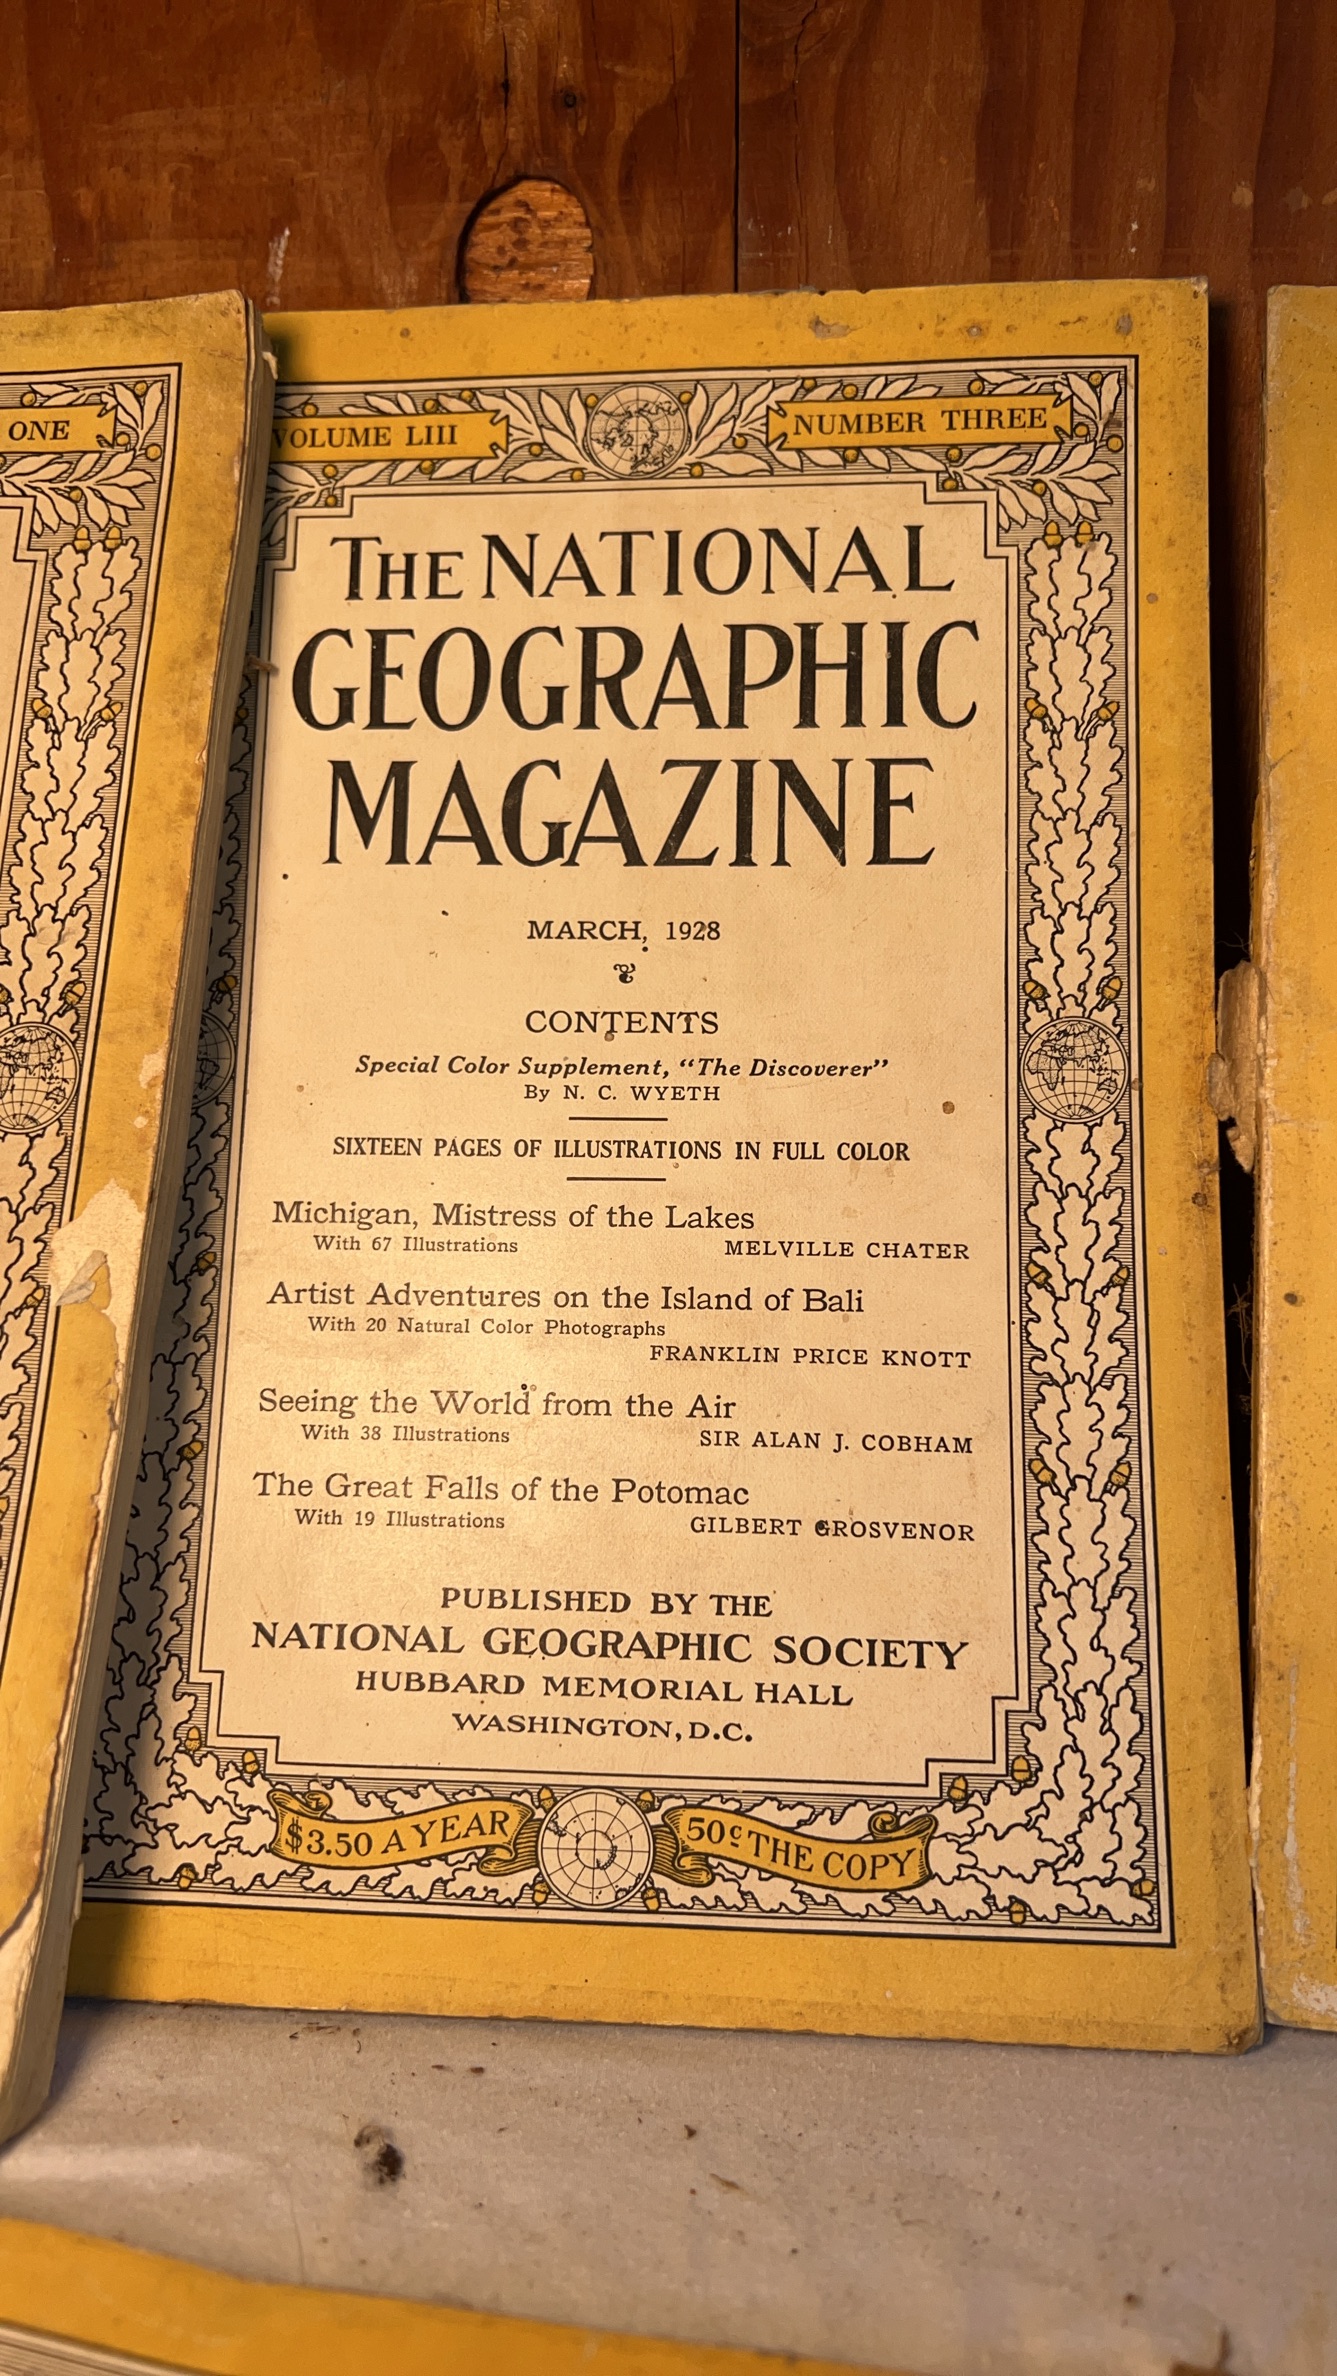 ONE
VOLUME LIII
NUMBER THREE
THE NATIONAL
GEOGRAPHIC
MAGAZINE
MARCH, 1928
CONTENTS
Special Color Supplement, "The Discoverer"
By N. C. WYETH
SIXTEEN PAGES OF ILLUSTRATIONS IN FULL COLOR
Michigan, Mistress of the Lakes
With 67 Illustrations MELVILLE CHATER
Artist Adventures on the Island of Bali
With 20 Natural Color Photographs
FRANKLIN PRICE KNOTT
Seeing the World from the Air
With 38 Illustrations SIR ALAN J. COBHAM
The Great Falls of the Potomac
With 19 Illustrations GILBERT GROSVENOR
PUBLISHED BY THE
NATIONAL GEOGRAPHIC SOCIETY
HUBBARD MEMORIAL HALL
WASHINGTON, D.C.
$3.50 A YEAR
50¢ THE COPY